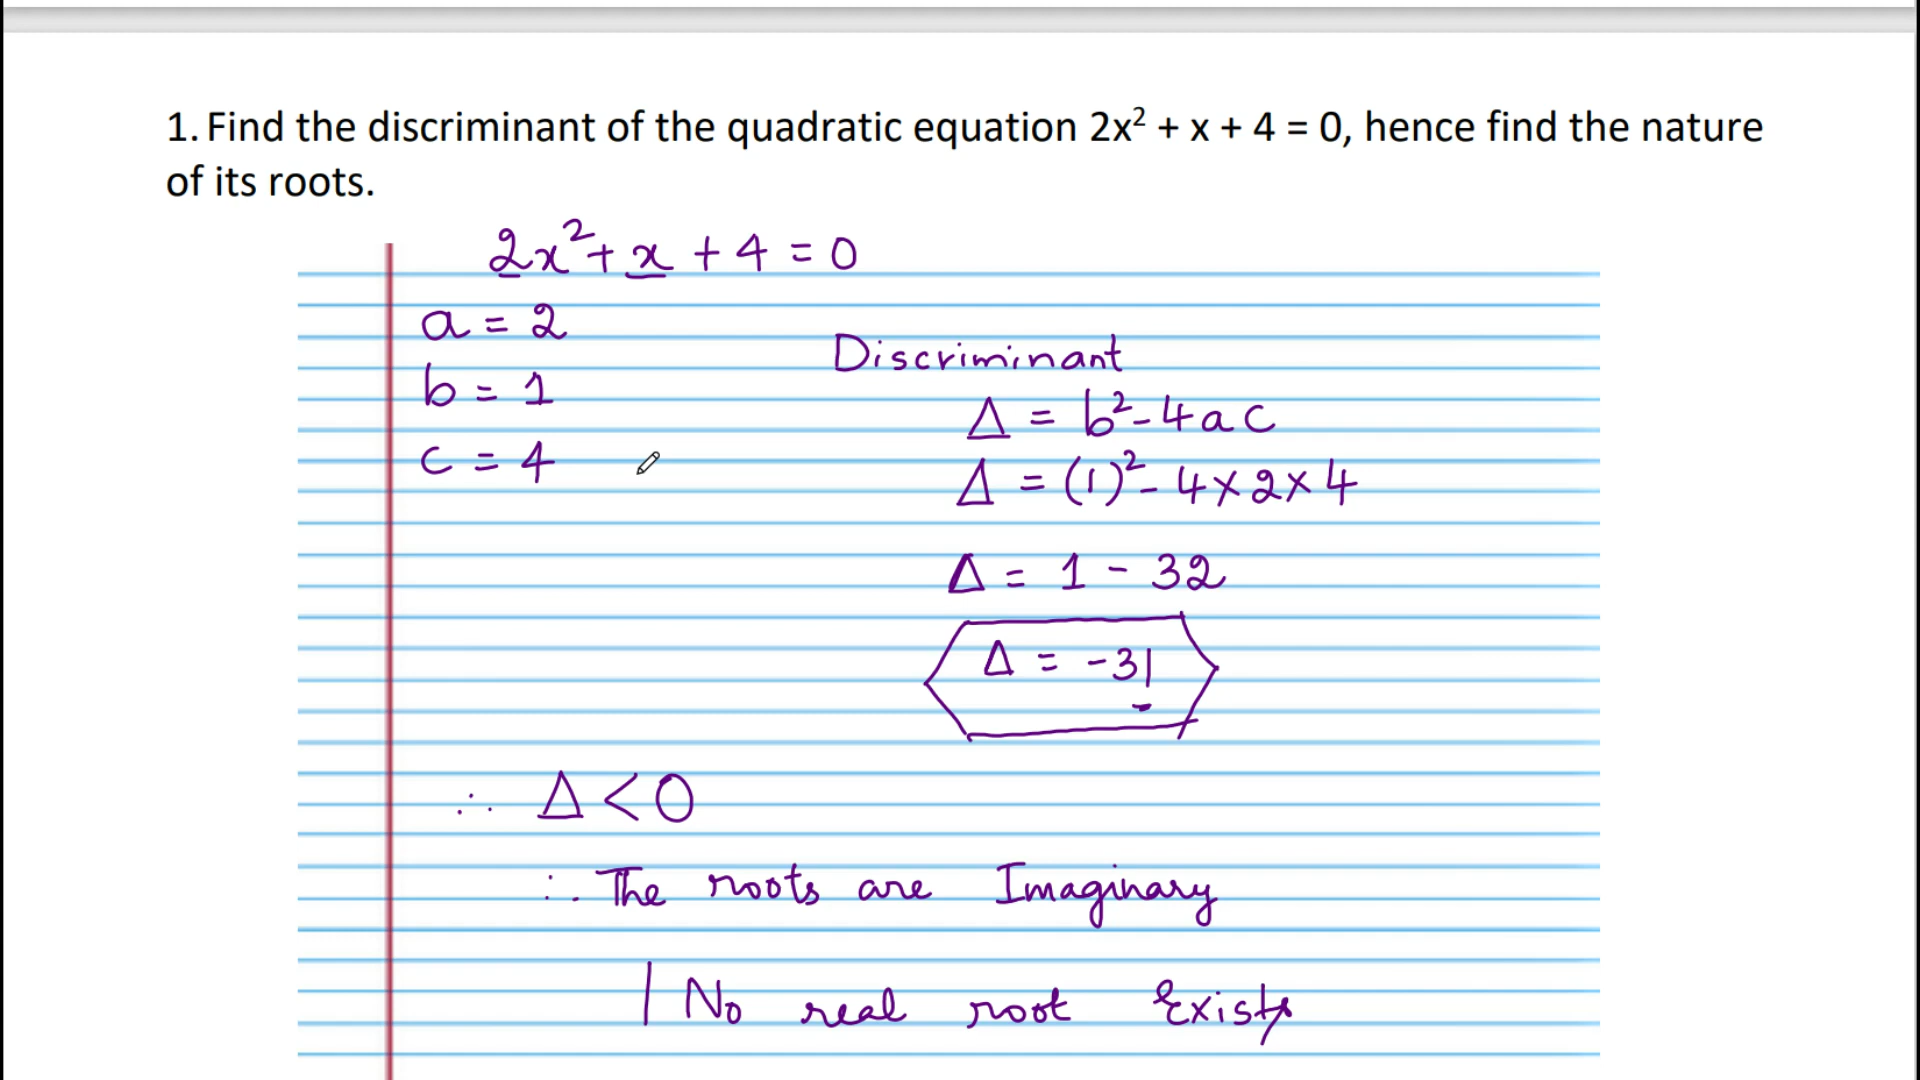 1. Find the discriminant of the quadratic equation 2x² + x + 4 = 0, hence find the nature
of its roots.
2x² + x + 4 = 0
a = 2
b = 1
c = 4
Discriminant
Δ = b² - 4ac
Δ = (1)² - 4×2×4
Δ = 1 - 32
Δ = -31
∴ Δ < 0
∴ The roots are Imaginary
| No real root Exists